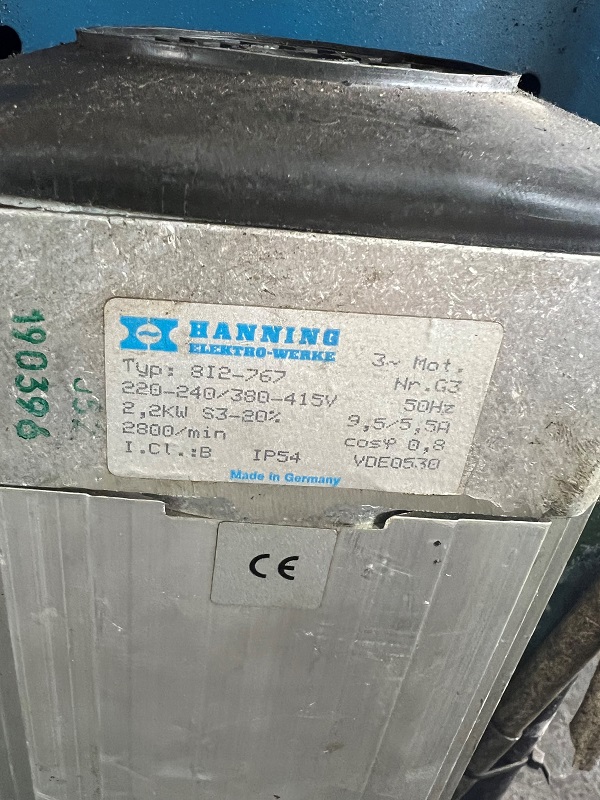 HANNING
ELEKTRO-WERKE
3~ Mot.
Typ: 8I2-767
Nr.G3
220-240/380-415V
50Hz
2,2KW S3-20%
9,5/5,5A
2800/min
cosφ 0,8
I.Cl.:B
IP54
VDE0530
Made in Germany
CE
190396